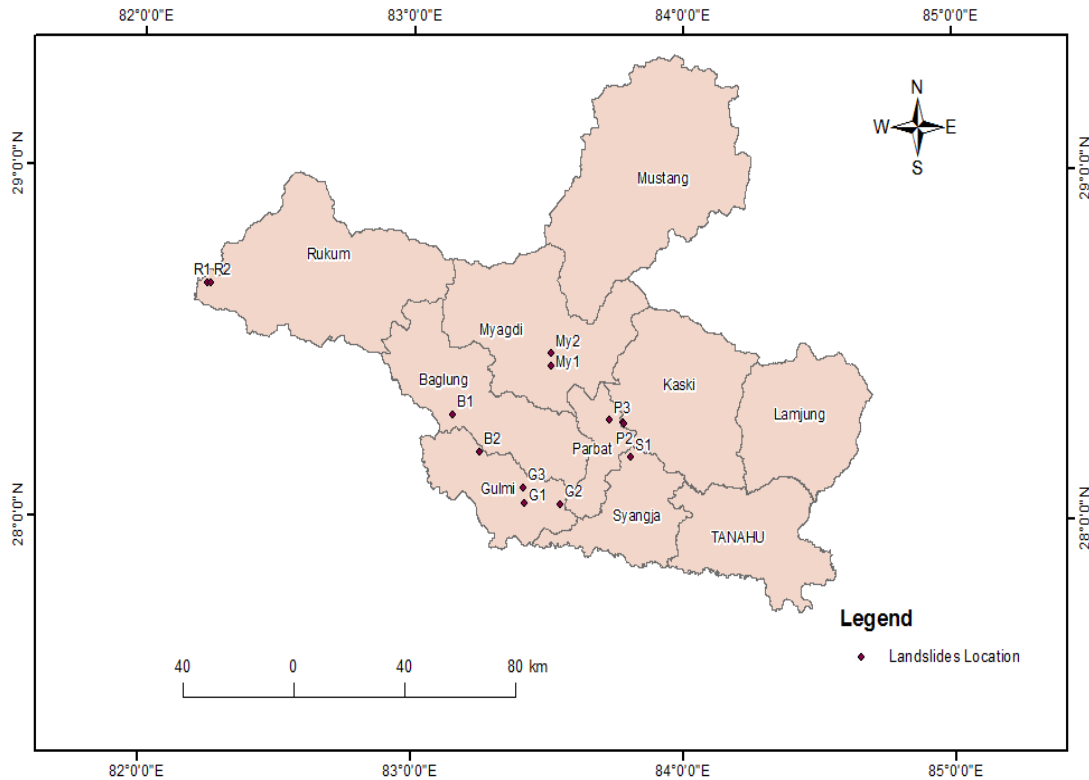 82°0'0"E 83°0'0"E 84°0'0"E 85°0'0"E
N
W E
S
29°0'0"N 29°0'0"N
Mustang
Rukum
R1 R2
Myagdi
My2
My1
Baglung
Kaski
B1
P3
Lamjung
P2
B2
Parbat
S1
G3
Gulmi
G1
G2
Syangja
28°0'0"N 28°0'0"N
TANAHU
Legend
Landslides Location
40 0 40 80 km
82°0'0"E 83°0'0"E 84°0'0"E 85°0'0"E